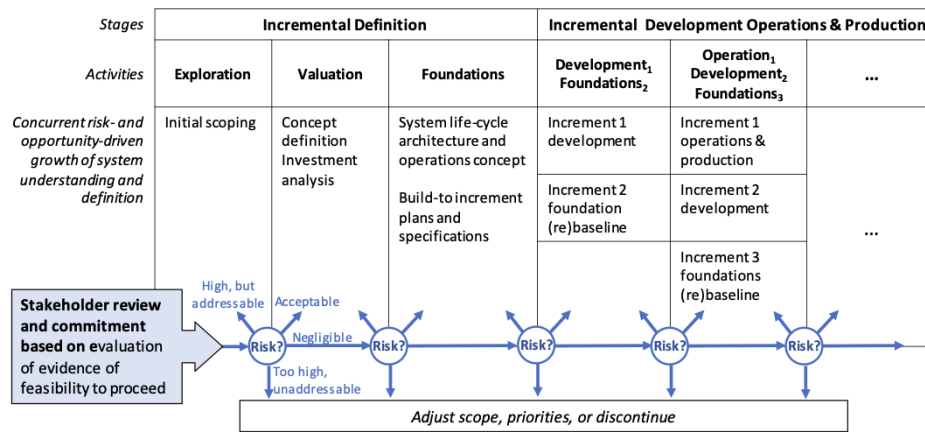 Stages
Incremental Definition
Incremental Development Operations & Production
Activities
Exploration
Valuation
Foundations
Development₁
Foundations₂
Operation₁
Development₂
Foundations₃
...
Concurrent risk- and
opportunity-driven
growth of system
understanding and
definition
Initial scoping
Concept
definition
Investment
analysis
System life-cycle
architecture and
operations concept
Build-to increment
plans and
specifications
Increment 1
development
Increment 2
foundation
(re)baseline
Increment 1
operations &
production
Increment 2
development
Increment 3
foundations
(re)baseline
...
Stakeholder review
and commitment
based on evaluation
of evidence of
feasibility to proceed
High, but
addressable
Acceptable
Risk?
Negligible
Too high,
unaddressable
Risk?
Risk?
Risk?
Risk?
Adjust scope, priorities, or discontinue